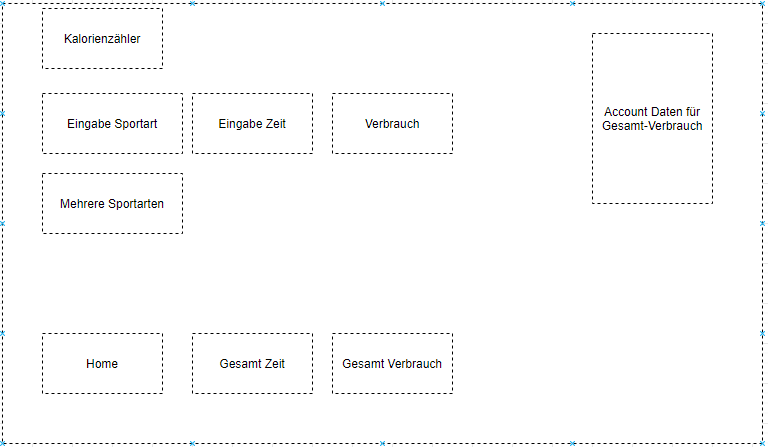 Kalorienzähler
Eingabe Sportart
Eingabe Zeit
Verbrauch
Account Daten für
Gesamt-Verbrauch
Mehrere Sportarten
Home
Gesamt Zeit
Gesamt Verbrauch